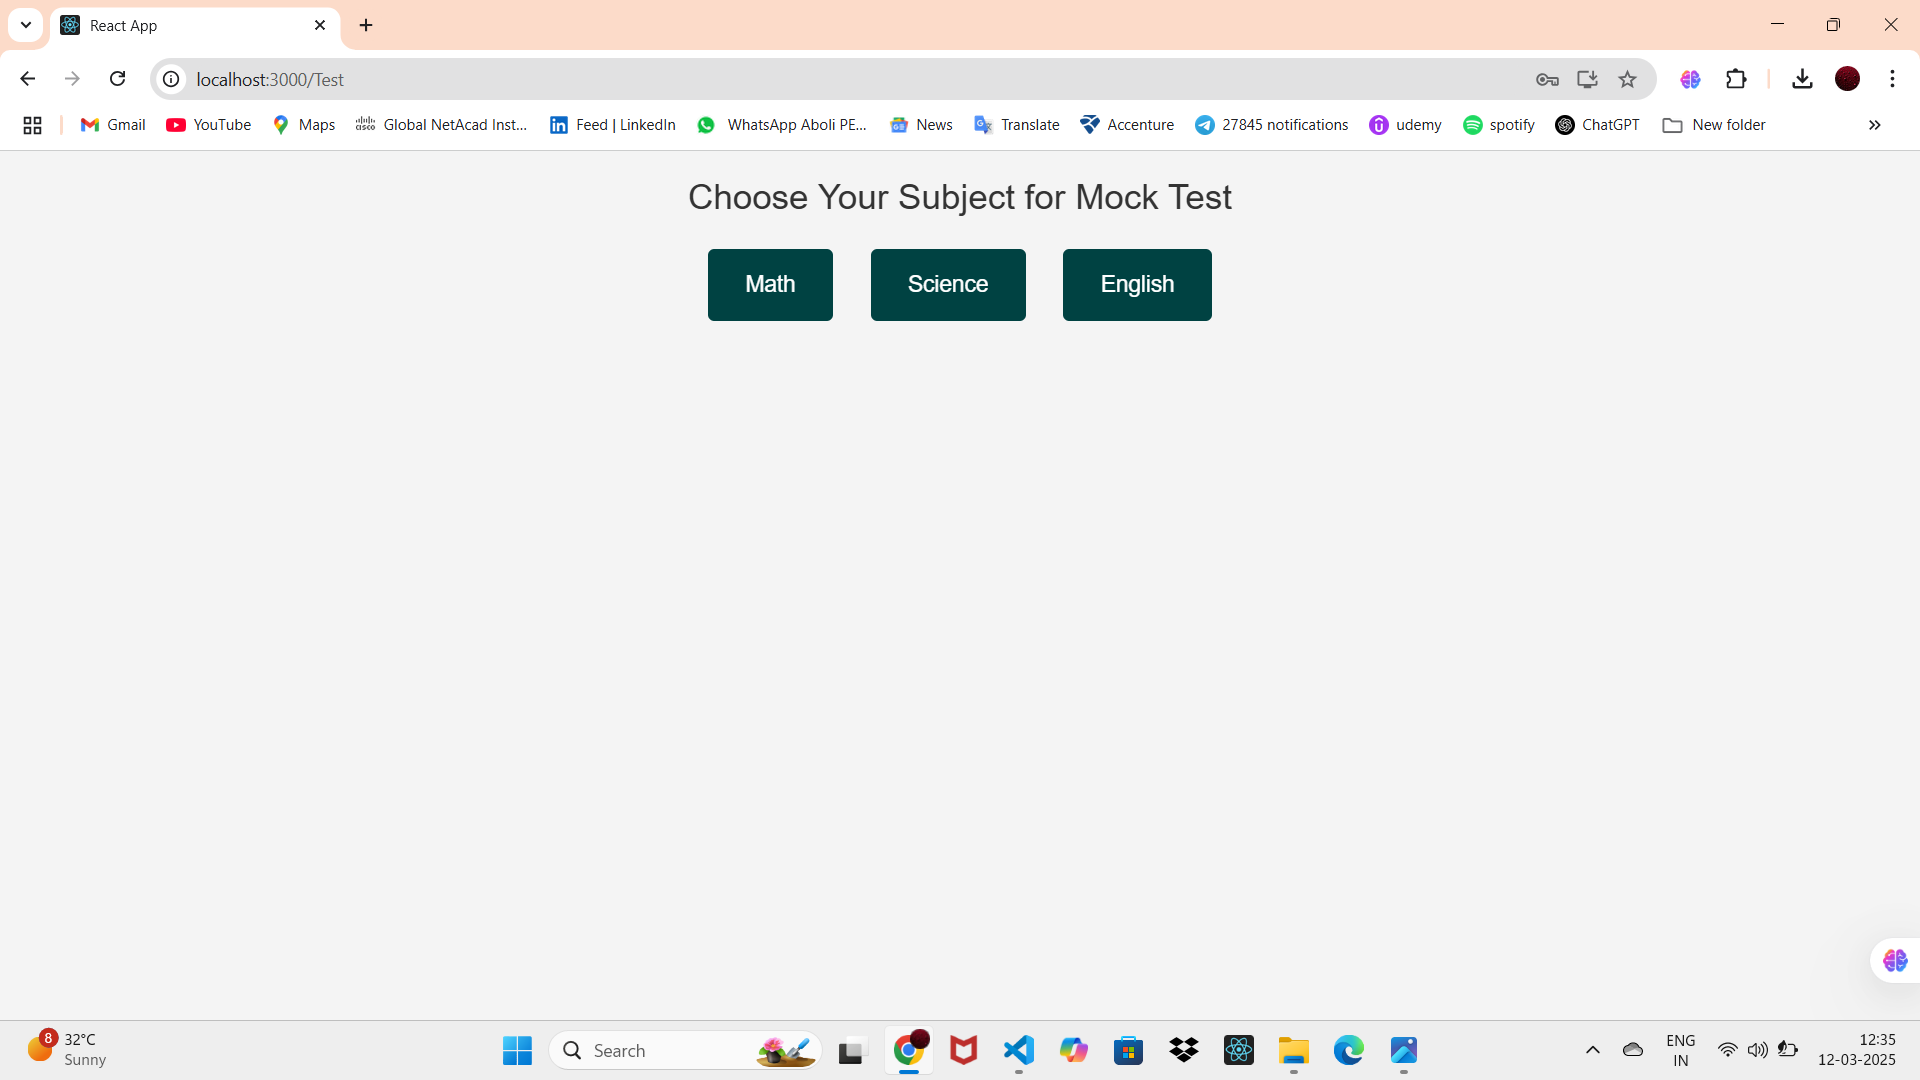 React App
localhost:3000/Test
Gmail YouTube Maps Global NetAcad Inst... Feed | LinkedIn WhatsApp Aboli PE... News Translate Accenture 27845 notifications udemy spotify ChatGPT New folder
Choose Your Subject for Mock Test
Math Science English
8 32°C
Sunny
Search
ENG
IN
12:35
12-03-2025